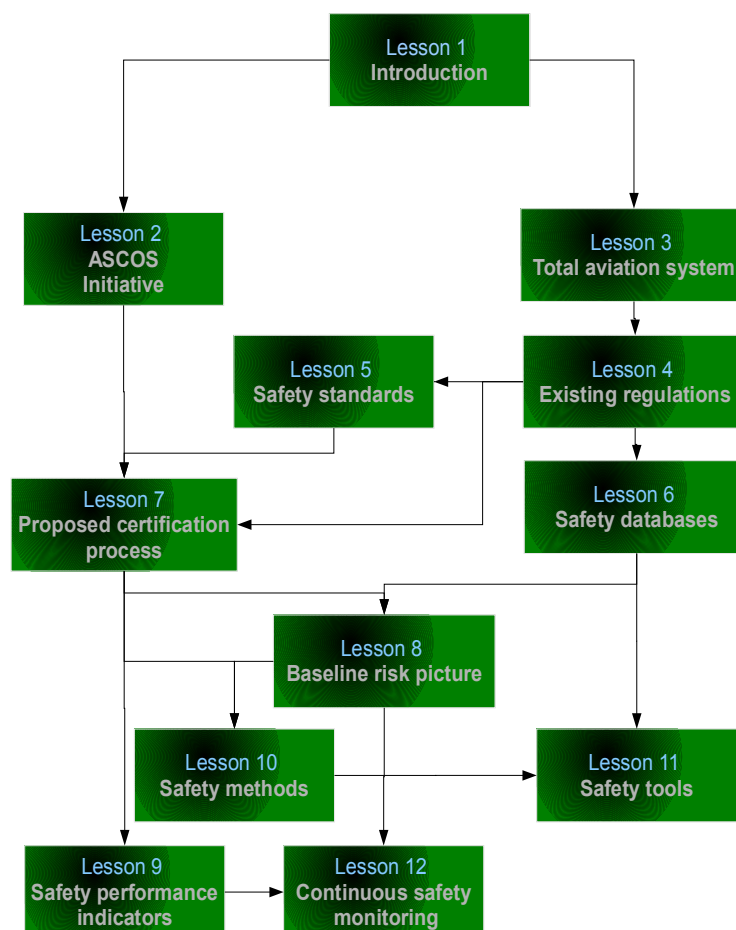 Lesson 1
Introduction
Lesson 2
ASCOS
Initiative
Lesson 3
Total aviation system
Lesson 5
Safety standards
Lesson 4
Existing regulations
Lesson 7
Proposed certification
process
Lesson 6
Safety databases
Lesson 8
Baseline risk picture
Lesson 10
Safety methods
Lesson 11
Safety tools
Lesson 9
Safety performance
indicators
Lesson 12
Continuous safety
monitoring